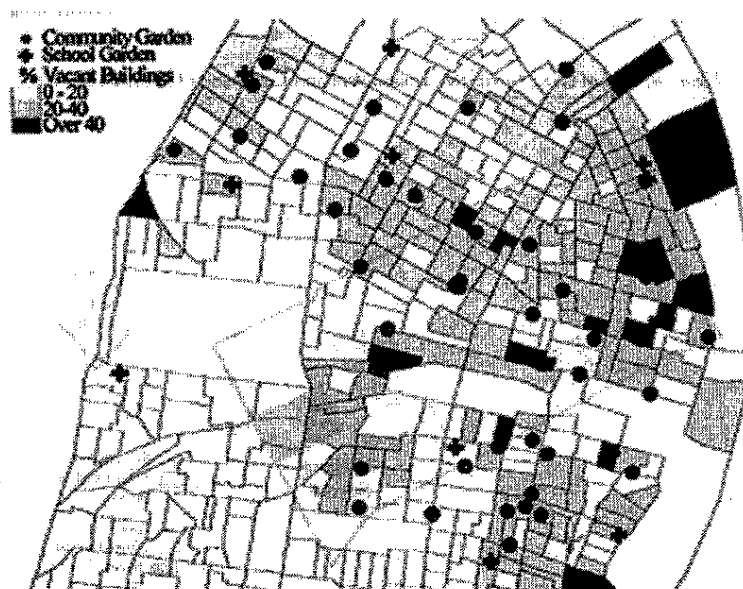 Community Garden
School Garden
% Vacant Buildings
0 - 20
20-40
Over 40